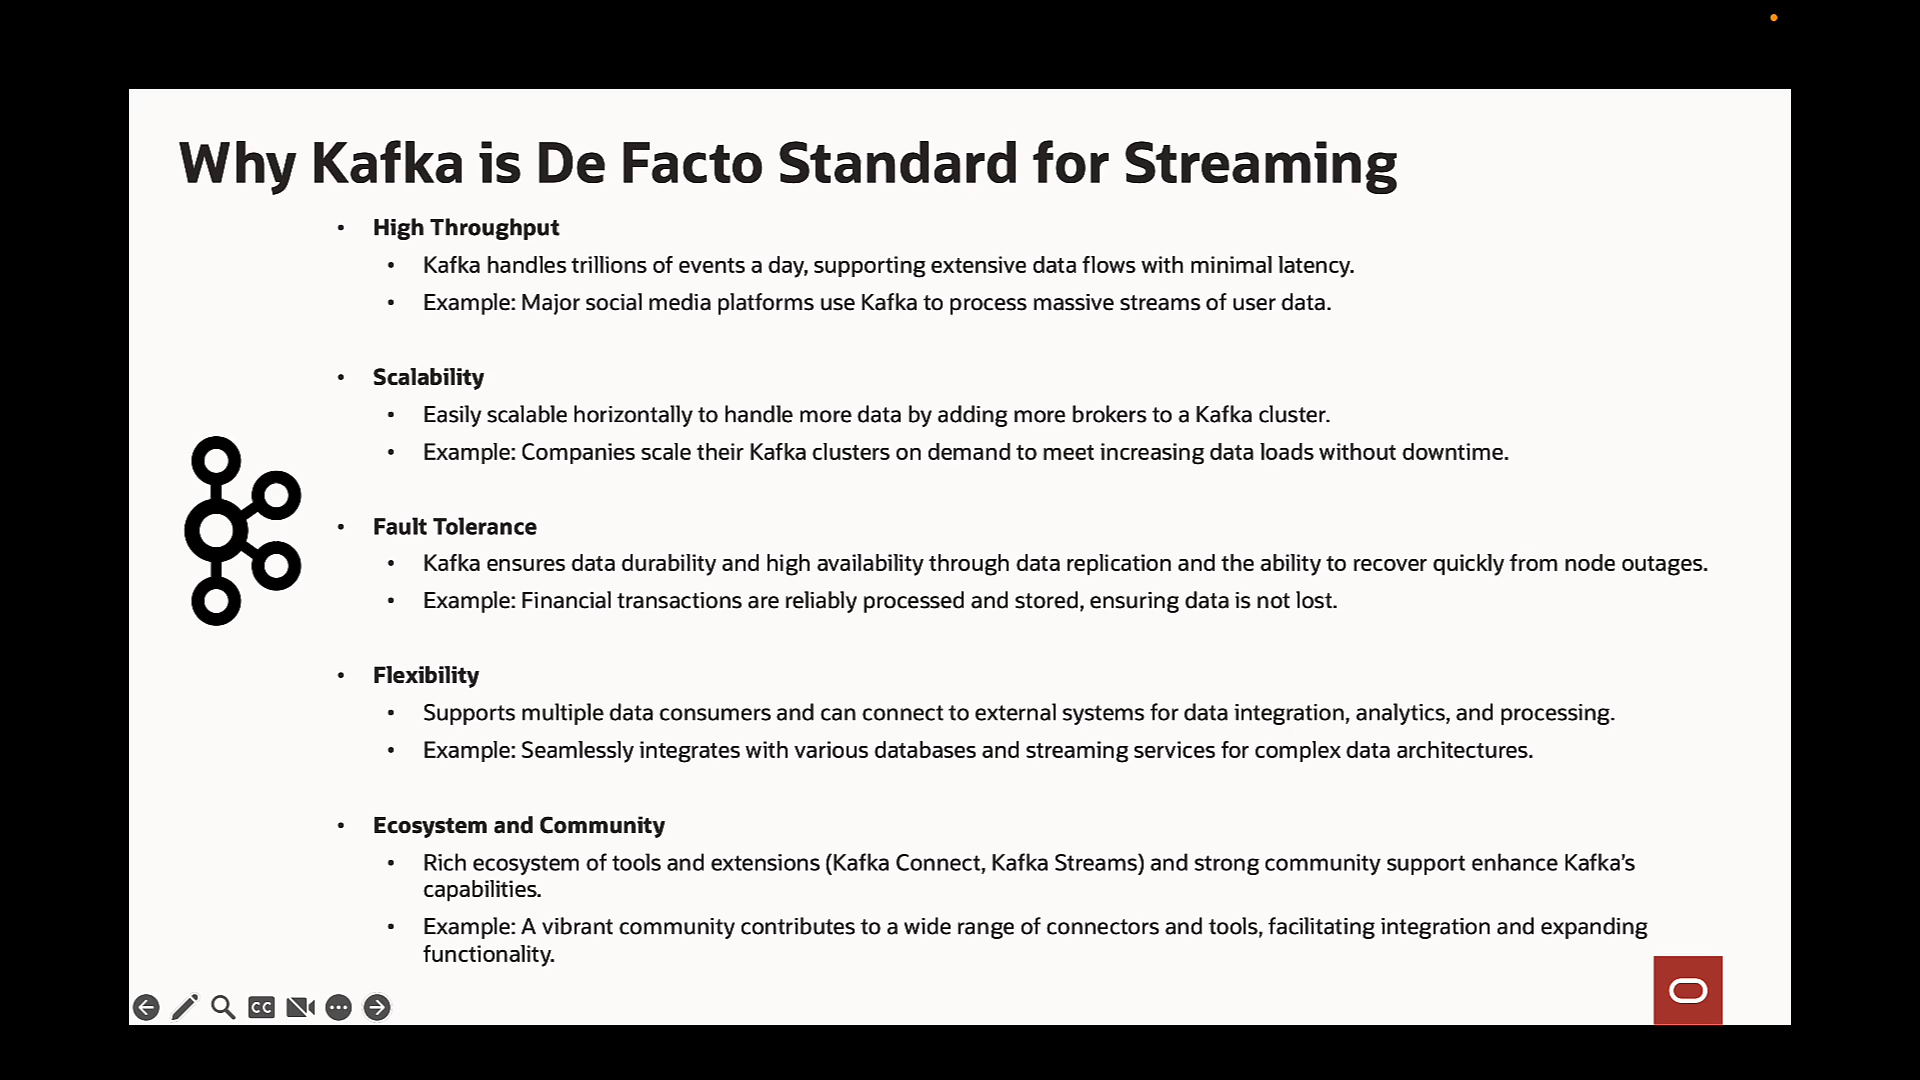 Why Kafka is De Facto Standard for Streaming
• High Throughput
• Kafka handles trillions of events a day, supporting extensive data flows with minimal latency.
• Example: Major social media platforms use Kafka to process massive streams of user data.
• Scalability
• Easily scalable horizontally to handle more data by adding more brokers to a Kafka cluster.
• Example: Companies scale their Kafka clusters on demand to meet increasing data loads without downtime.
• Fault Tolerance
• Kafka ensures data durability and high availability through data replication and the ability to recover quickly from node outages.
• Example: Financial transactions are reliably processed and stored, ensuring data is not lost.
• Flexibility
• Supports multiple data consumers and can connect to external systems for data integration, analytics, and processing.
• Example: Seamlessly integrates with various databases and streaming services for complex data architectures.
• Ecosystem and Community
• Rich ecosystem of tools and extensions (Kafka Connect, Kafka Streams) and strong community support enhance Kafka’s
capabilities.
• Example: A vibrant community contributes to a wide range of connectors and tools, facilitating integration and expanding
functionality.
CC